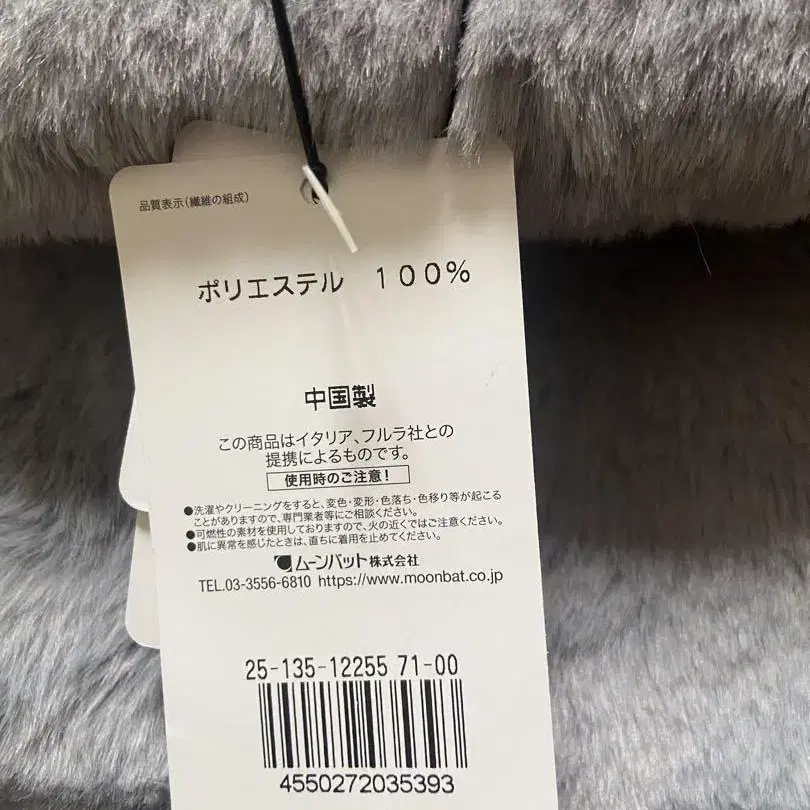 品質表示(繊維の組成)
ポリエステル 100%
中国製
この商品はイタリア、フルラ社との
提携によるものです。
使用時のご注意!
●洗濯やクリーニングをすると、変色・変形・色落ち・色移り等が起こる
ことがありますので、専門業者等にご相談ください。
●可燃性の素材を使用しておりますので、火の近くではご注意ください。
●肌に異常を感じたときは、直ちに着用を止めてください。
ムーンバット株式会社
TEL.03-3556-6810 https://www.moonbat.co.jp
25-135-12255 71-00
4550272035393